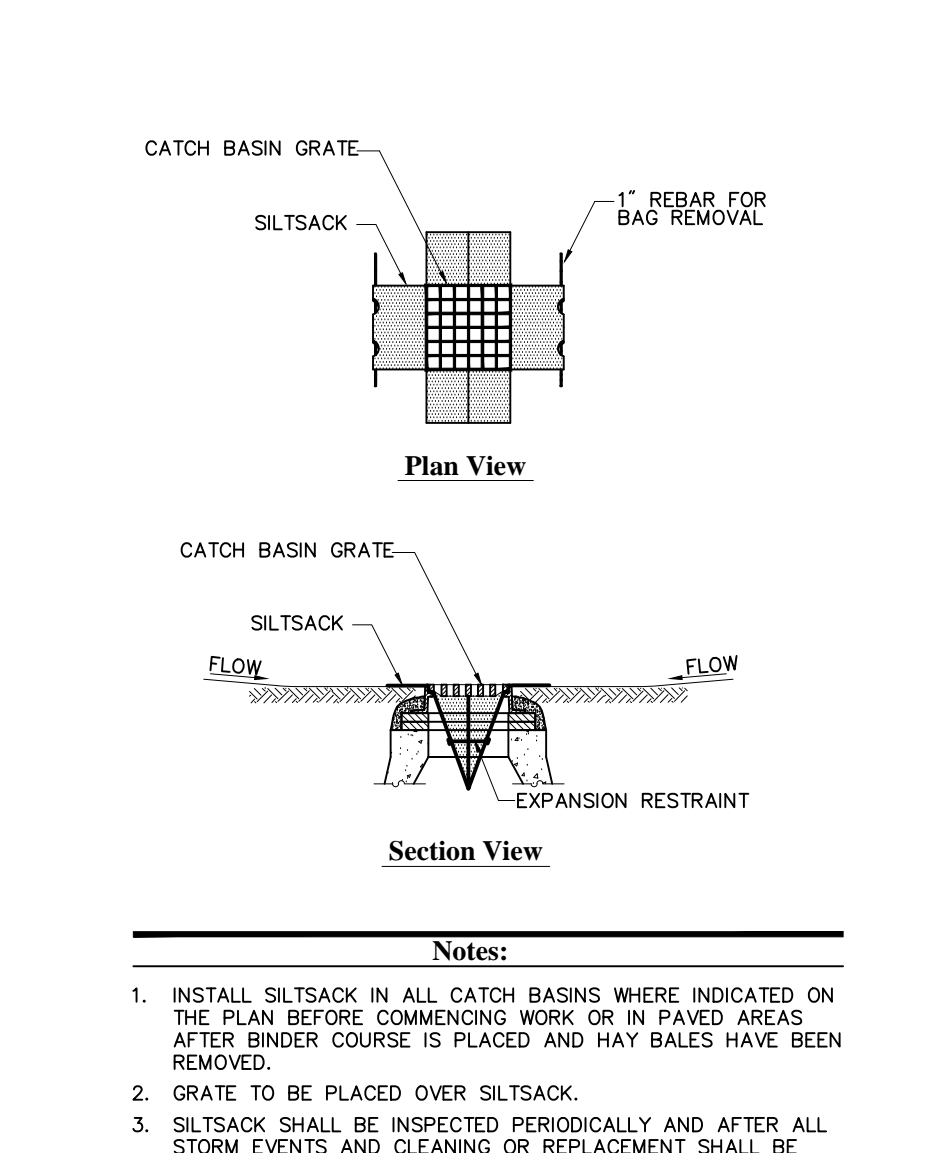 CATCH BASIN GRATE
1" REBAR FOR
BAG REMOVAL
SILTSACK
Plan View
CATCH BASIN GRATE
SILTSACK
FLOW
FLOW
EXPANSION RESTRAINT
Section View
Notes:
1. INSTALL SILTSACK IN ALL CATCH BASINS WHERE INDICATED ON
THE PLAN BEFORE COMMENCING WORK OR IN PAVED AREAS
AFTER BINDER COURSE IS PLACED AND HAY BALES HAVE BEEN
REMOVED.
2. GRATE TO BE PLACED OVER SILTSACK.
3. SILTSACK SHALL BE INSPECTED PERIODICALLY AND AFTER ALL
STORM EVENTS AND CLEANING OR REPLACEMENT SHALL BE